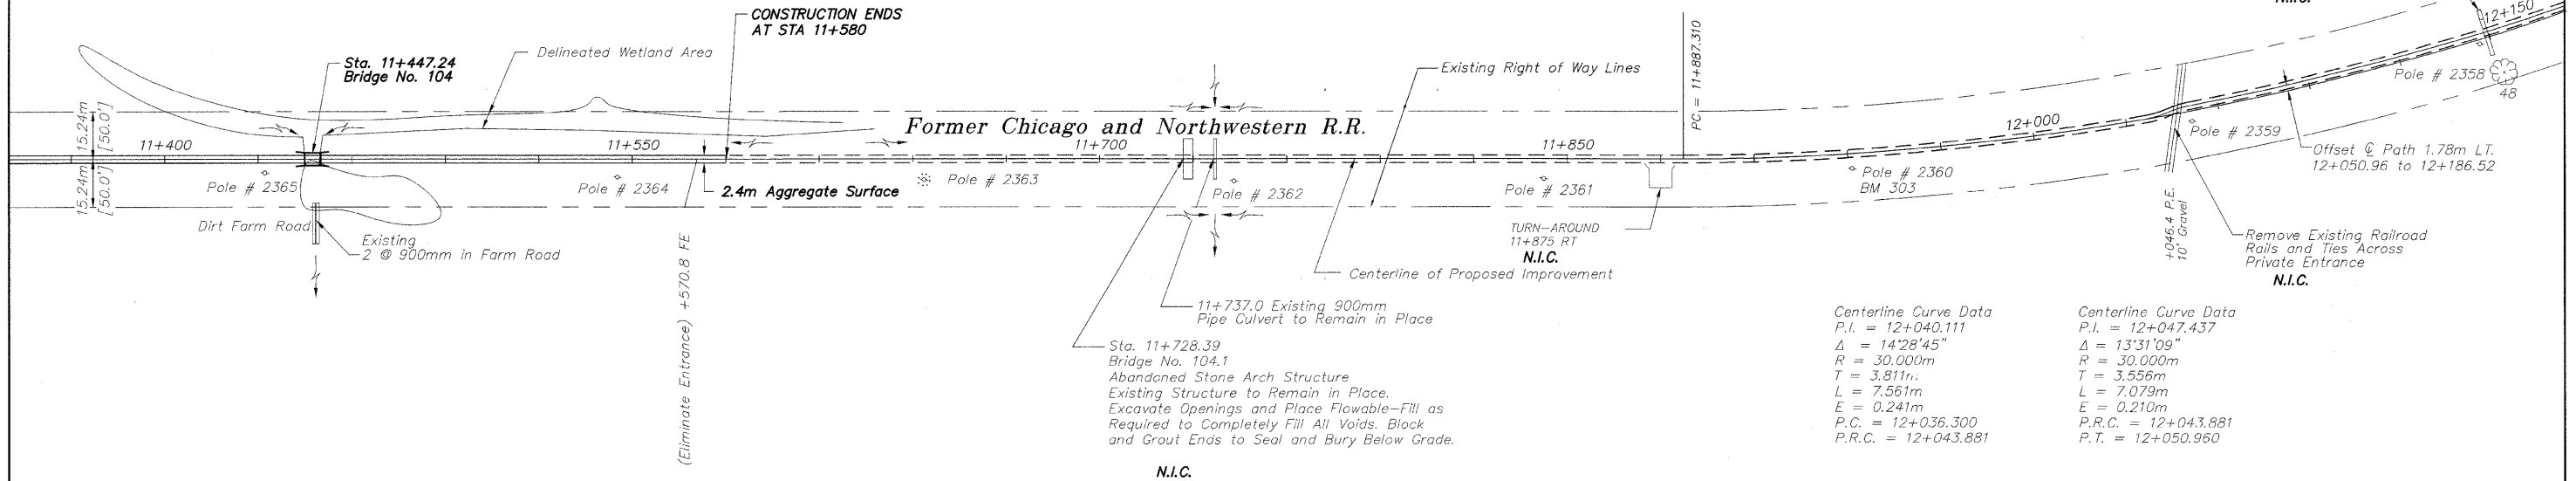 CONSTRUCTION ENDS
AT STA 11+580
N.I.C.
12+150
Delineated Wetland Area
Sta. 11+447.24
Bridge No. 104
PC = 11+887.310
Existing Right of Way Lines
Pole # 2358
48
15.24m
[50.0']
Former Chicago and Northwestern R.R.
12+000
Pole # 2359
11+400
11+550
11+700
11+850
Offset ℄ Path 1.78m LT.
12+050.96 to 12+186.52
15.24m
[50.0']
Pole # 2365
Pole # 2364
2.4m Aggregate Surface
Pole # 2363
Pole # 2362
Pole # 2361
Pole # 2360
BM 303
+046.4 P.E.
10' Gravel
Dirt Farm Road
Existing
2 @ 900mm in Farm Road
(Eliminate Entrance) +570.8 FE
TURN-AROUND
11+875 RT
N.I.C.
Centerline of Proposed Improvement
Remove Existing Railroad
Rails and Ties Across
Private Entrance
N.I.C.
11+737.0 Existing 900mm
Pipe Culvert to Remain in Place
Sta. 11+728.39
Bridge No. 104.1
Abandoned Stone Arch Structure
Existing Structure to Remain in Place.
Excavate Openings and Place Flowable-Fill as
Required to Completely Fill All Voids. Block
and Grout Ends to Seal and Bury Below Grade.
N.I.C.
Centerline Curve Data
P.I. = 12+040.111
Δ = 14°28'45"
R = 30.000m
T = 3.811m
L = 7.561m
E = 0.241m
P.C. = 12+036.300
P.R.C. = 12+043.881
Centerline Curve Data
P.I. = 12+047.437
Δ = 13°31'09"
R = 30.000m
T = 3.556m
L = 7.079m
E = 0.210m
P.R.C. = 12+043.881
P.T. = 12+050.960